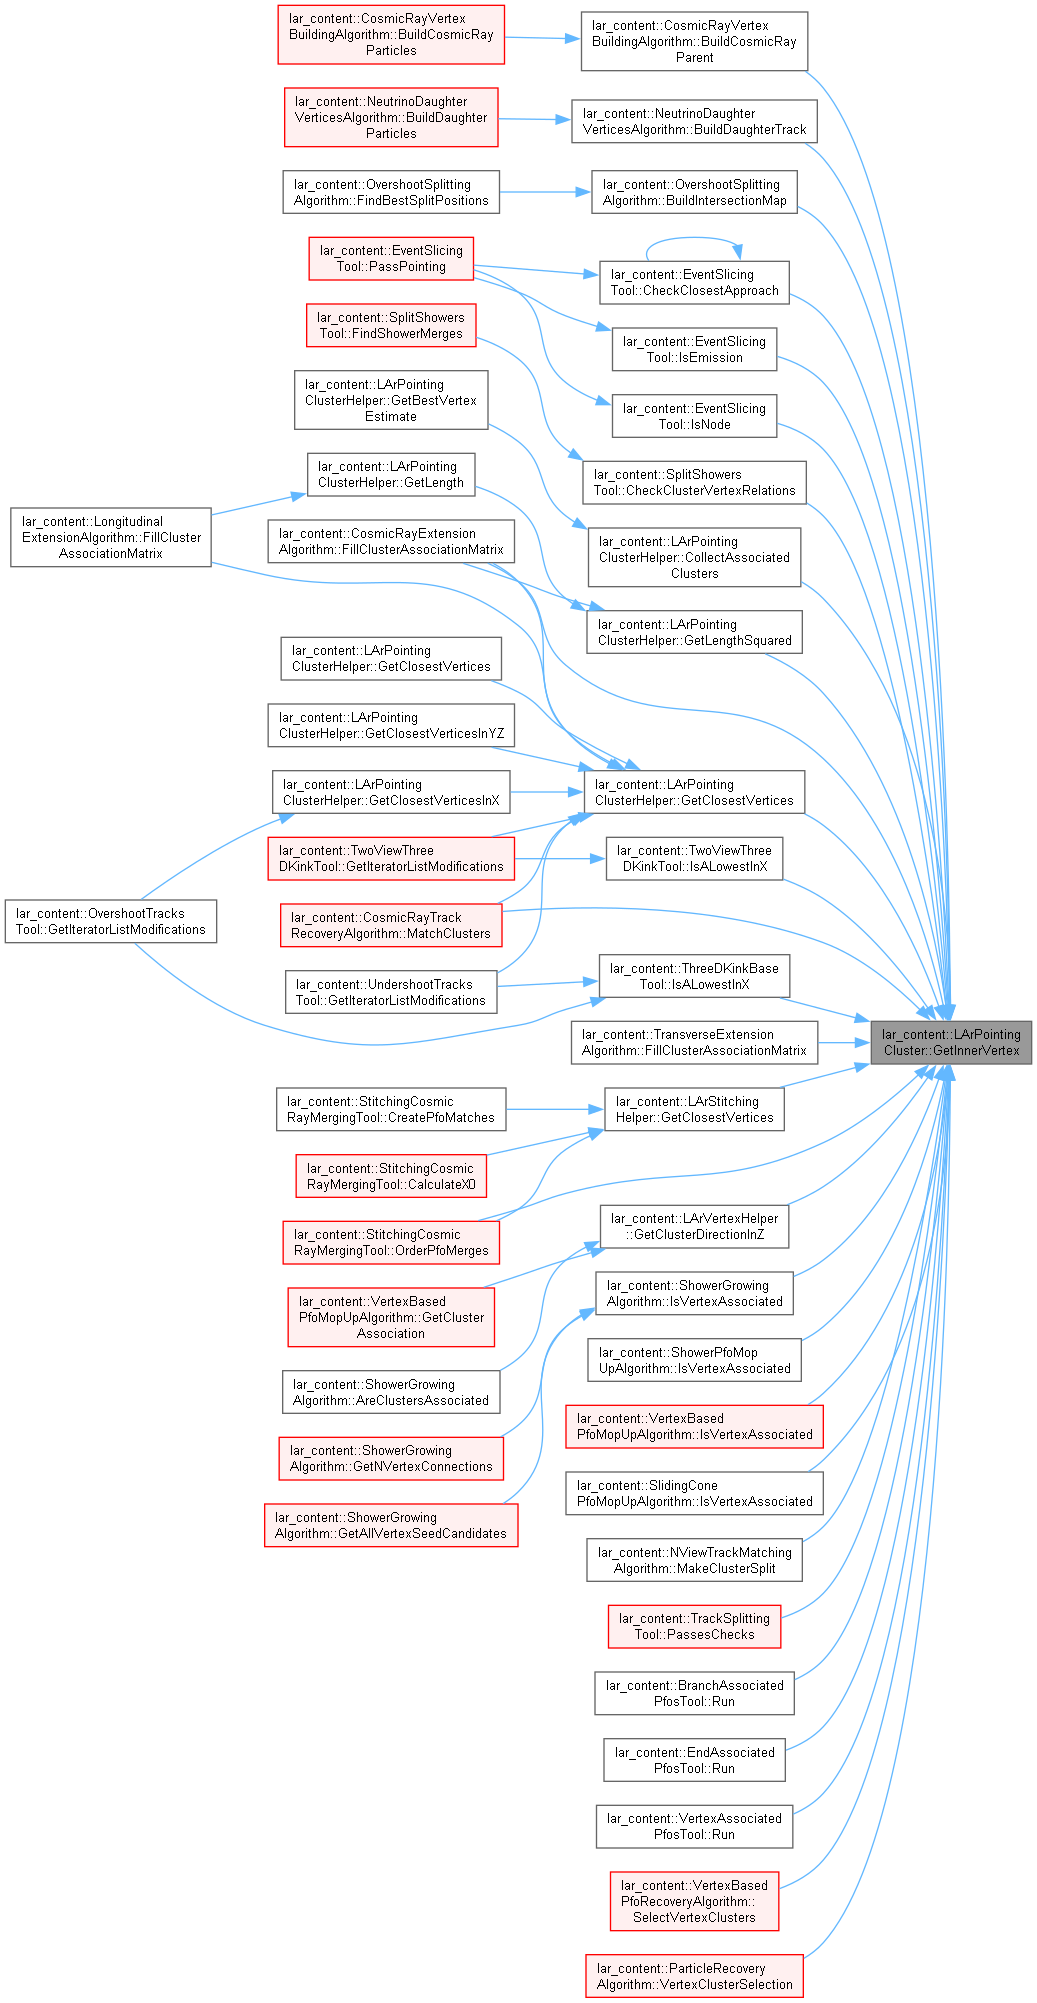 lar_content::CosmicRayVertex
BuildingAlgorithm::BuildCosmicRay
Particles
lar_content::CosmicRayVertex
BuildingAlgorithm::BuildCosmicRay
Parent
lar_content::NeutrinoDaughter
VerticesAlgorithm::BuildDaughter
Particles
lar_content::NeutrinoDaughter
VerticesAlgorithm::BuildDaughterTrack
lar_content::OvershootSplitting
Algorithm::FindBestSplitPositions
lar_content::OvershootSplitting
Algorithm::BuildIntersectionMap
lar_content::EventSlicing
Tool::PassPointing
lar_content::EventSlicing
Tool::CheckClosestApproach
lar_content::SplitShowers
Tool::FindShowerMerges
lar_content::EventSlicing
Tool::IsEmission
lar_content::LArPointing
ClusterHelper::GetBestVertex
Estimate
lar_content::EventSlicing
Tool::IsNode
lar_content::LArPointing
ClusterHelper::GetLength
lar_content::SplitShowers
Tool::CheckClusterVertexRelations
lar_content::Longitudinal
ExtensionAlgorithm::FillCluster
AssociationMatrix
lar_content::CosmicRayExtension
Algorithm::FillClusterAssociationMatrix
lar_content::LArPointing
ClusterHelper::CollectAssociated
Clusters
lar_content::LArPointing
ClusterHelper::GetLengthSquared
lar_content::LArPointing
ClusterHelper::GetClosestVertices
lar_content::LArPointing
ClusterHelper::GetClosestVerticesInYZ
lar_content::LArPointing
ClusterHelper::GetClosestVerticesInX
lar_content::LArPointing
ClusterHelper::GetClosestVertices
lar_content::TwoViewThree
DKinkTool::GetIteratorListModifications
lar_content::TwoViewThree
DKinkTool::IsALowestInX
lar_content::OvershootTracks
Tool::GetIteratorListModifications
lar_content::CosmicRayTrack
RecoveryAlgorithm::MatchClusters
lar_content::UndershootTracks
Tool::GetIteratorListModifications
lar_content::ThreeDKinkBase
Tool::IsALowestInX
lar_content::TransverseExtension
Algorithm::FillClusterAssociationMatrix
lar_content::LArPointing
Cluster::GetInnerVertex
lar_content::StitchingCosmic
RayMergingTool::CreatePfoMatches
lar_content::LArStitching
Helper::GetClosestVertices
lar_content::StitchingCosmic
RayMergingTool::CalculateX0
lar_content::StitchingCosmic
RayMergingTool::OrderPfoMerges
lar_content::LArVertexHelper
::GetClusterDirectionInZ
lar_content::VertexBased
PfoMopUpAlgorithm::GetCluster
Association
lar_content::ShowerGrowing
Algorithm::IsVertexAssociated
lar_content::ShowerPfoMop
UpAlgorithm::IsVertexAssociated
lar_content::ShowerGrowing
Algorithm::AreClustersAssociated
lar_content::VertexBased
PfoMopUpAlgorithm::IsVertexAssociated
lar_content::ShowerGrowing
Algorithm::GetNVertexConnections
lar_content::SlidingCone
PfoMopUpAlgorithm::IsVertexAssociated
lar_content::ShowerGrowing
Algorithm::GetAllVertexSeedCandidates
lar_content::NViewTrackMatching
Algorithm::MakeClusterSplit
lar_content::TrackSplitting
Tool::PassesChecks
lar_content::BranchAssociated
PfosTool::Run
lar_content::EndAssociated
PfosTool::Run
lar_content::VertexAssociated
PfosTool::Run
lar_content::VertexBased
PfoRecoveryAlgorithm::
SelectVertexClusters
lar_content::ParticleRecovery
Algorithm::VertexClusterSelection